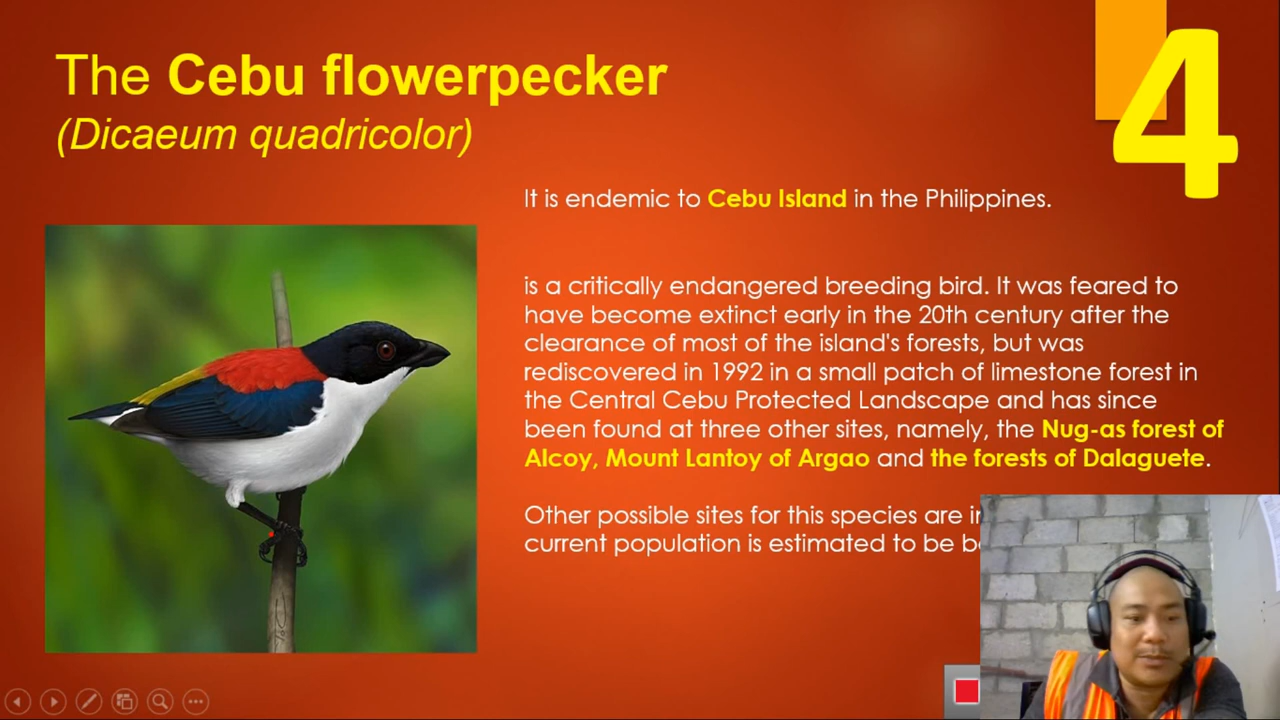 The Cebu flowerpecker
(Dicaeum quadricolor)
4
It is endemic to Cebu Island in the Philippines.
is a critically endangered breeding bird. It was feared to
have become extinct early in the 20th century after the
clearance of most of the island's forests, but was
rediscovered in 1992 in a small patch of limestone forest in
the Central Cebu Protected Landscape and has since
been found at three other sites, namely, the Nug-as forest of
Alcoy, Mount Lantoy of Argao and the forests of Dalaguete.
Other possible sites for this species are
current population is estimated to be